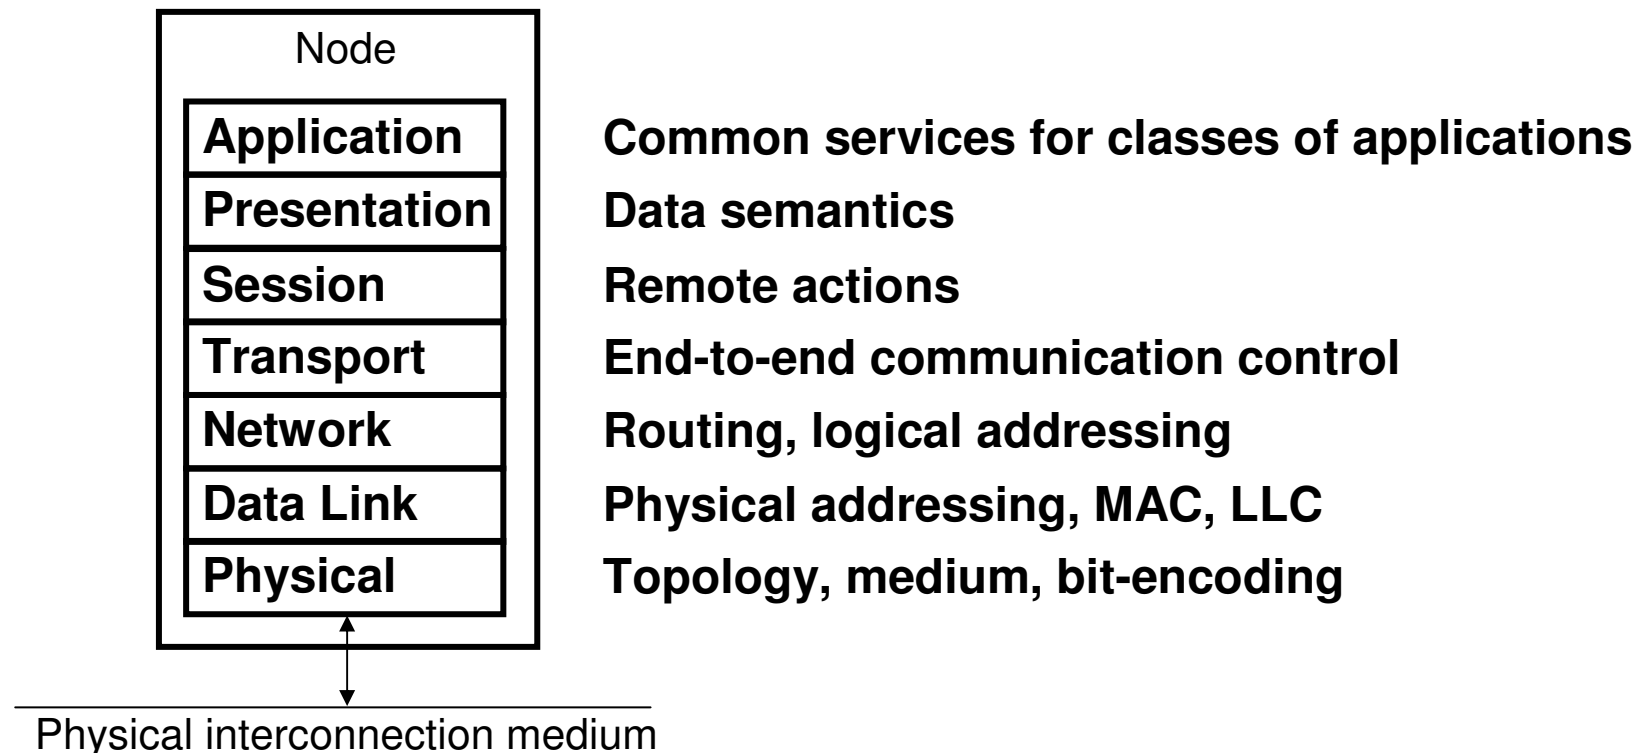 Node
Application Common services for classes of applications
Presentation Data semantics
Session Remote actions
Transport End-to-end communication control
Network Routing, logical addressing
Data Link Physical addressing, MAC, LLC
Physical Topology, medium, bit-encoding
Physical interconnection medium